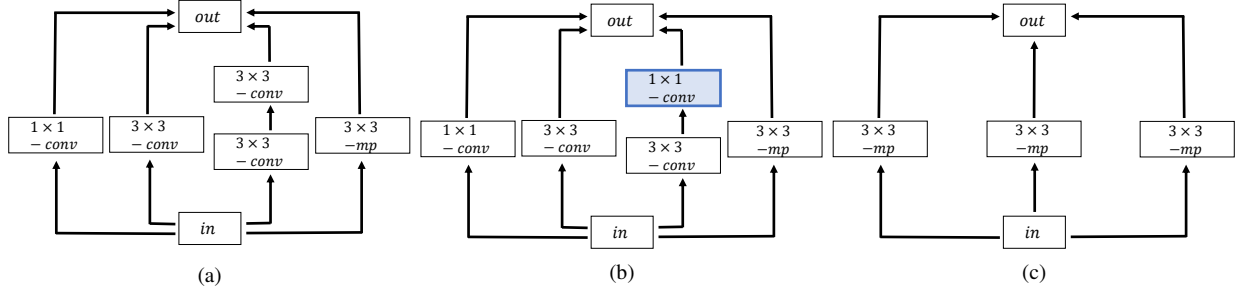 out
3 × 3
– conv
1 × 1
– conv
3 × 3
– conv
3 × 3
– conv
3 × 3
–mp
in
(a)
out
1 × 1
– conv
1 × 1
– conv
3 × 3
– conv
3 × 3
– conv
3 × 3
–mp
in
(b)
out
3 × 3
–mp
3 × 3
–mp
3 × 3
–mp
in
(c)